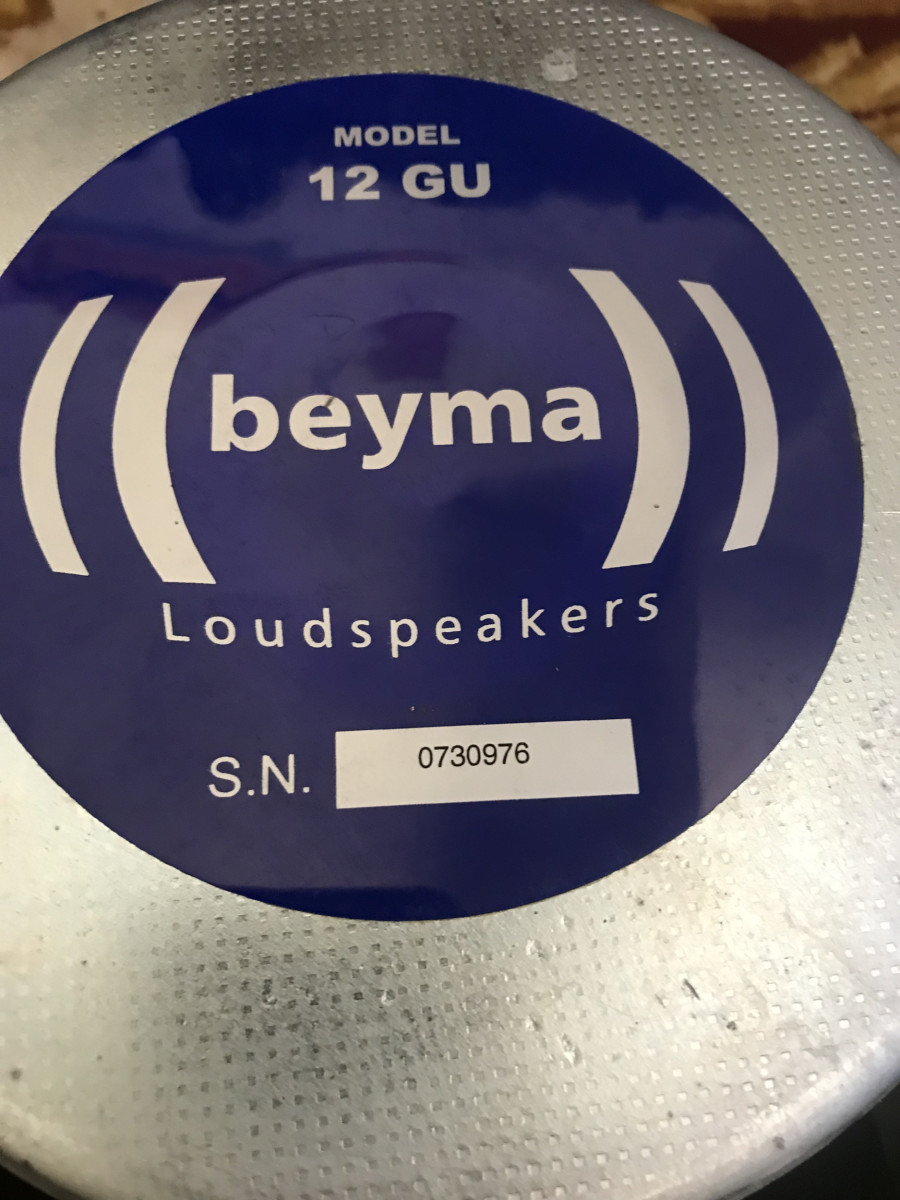 MODEL
12 GU
beyma
Loudspeakers
S.N. 0730976